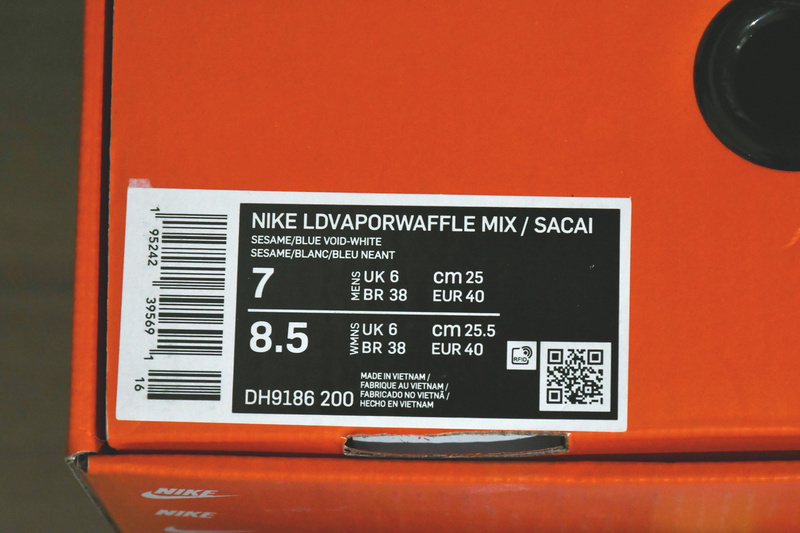 1
95242
39569
1
16
NIKE LDVAPORWAFFLE MIX / SACAI
SESAME/BLUE VOID-WHITE
SESAME/BLANC/BLEU NEANT
7
MENS
UK 6 cm 25
BR 38 EUR 40
8.5
WMNS
UK 6 cm 25.5
BR 38 EUR 40
RFID
DH9186 200
MADE IN VIETNAM /
FABRIQUE AU VIETNAM /
FABRICADO NO VIETNÃ /
HECHO EN VIETNAM
NIKE
NIKE